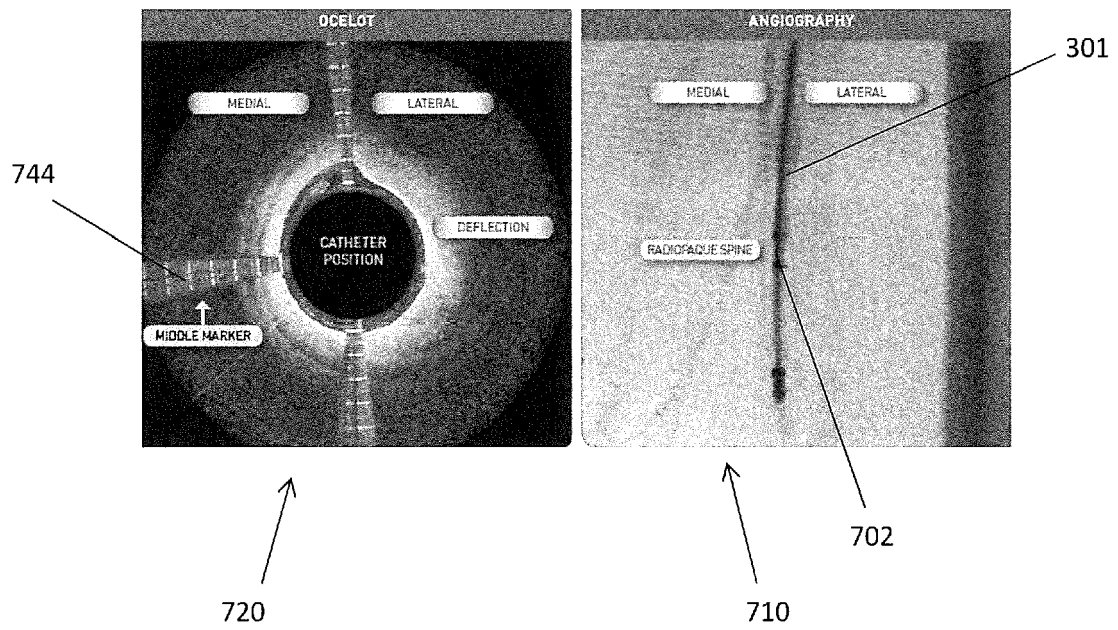 OCELOT
MEDIAL
LATERAL
744
DEFLECTION
CATHETER
POSITION
MIDDLE MARKER
720
ANGIOGRAPHY
301
MEDIAL
LATERAL
RADIOPAQUE SPINE
702
710